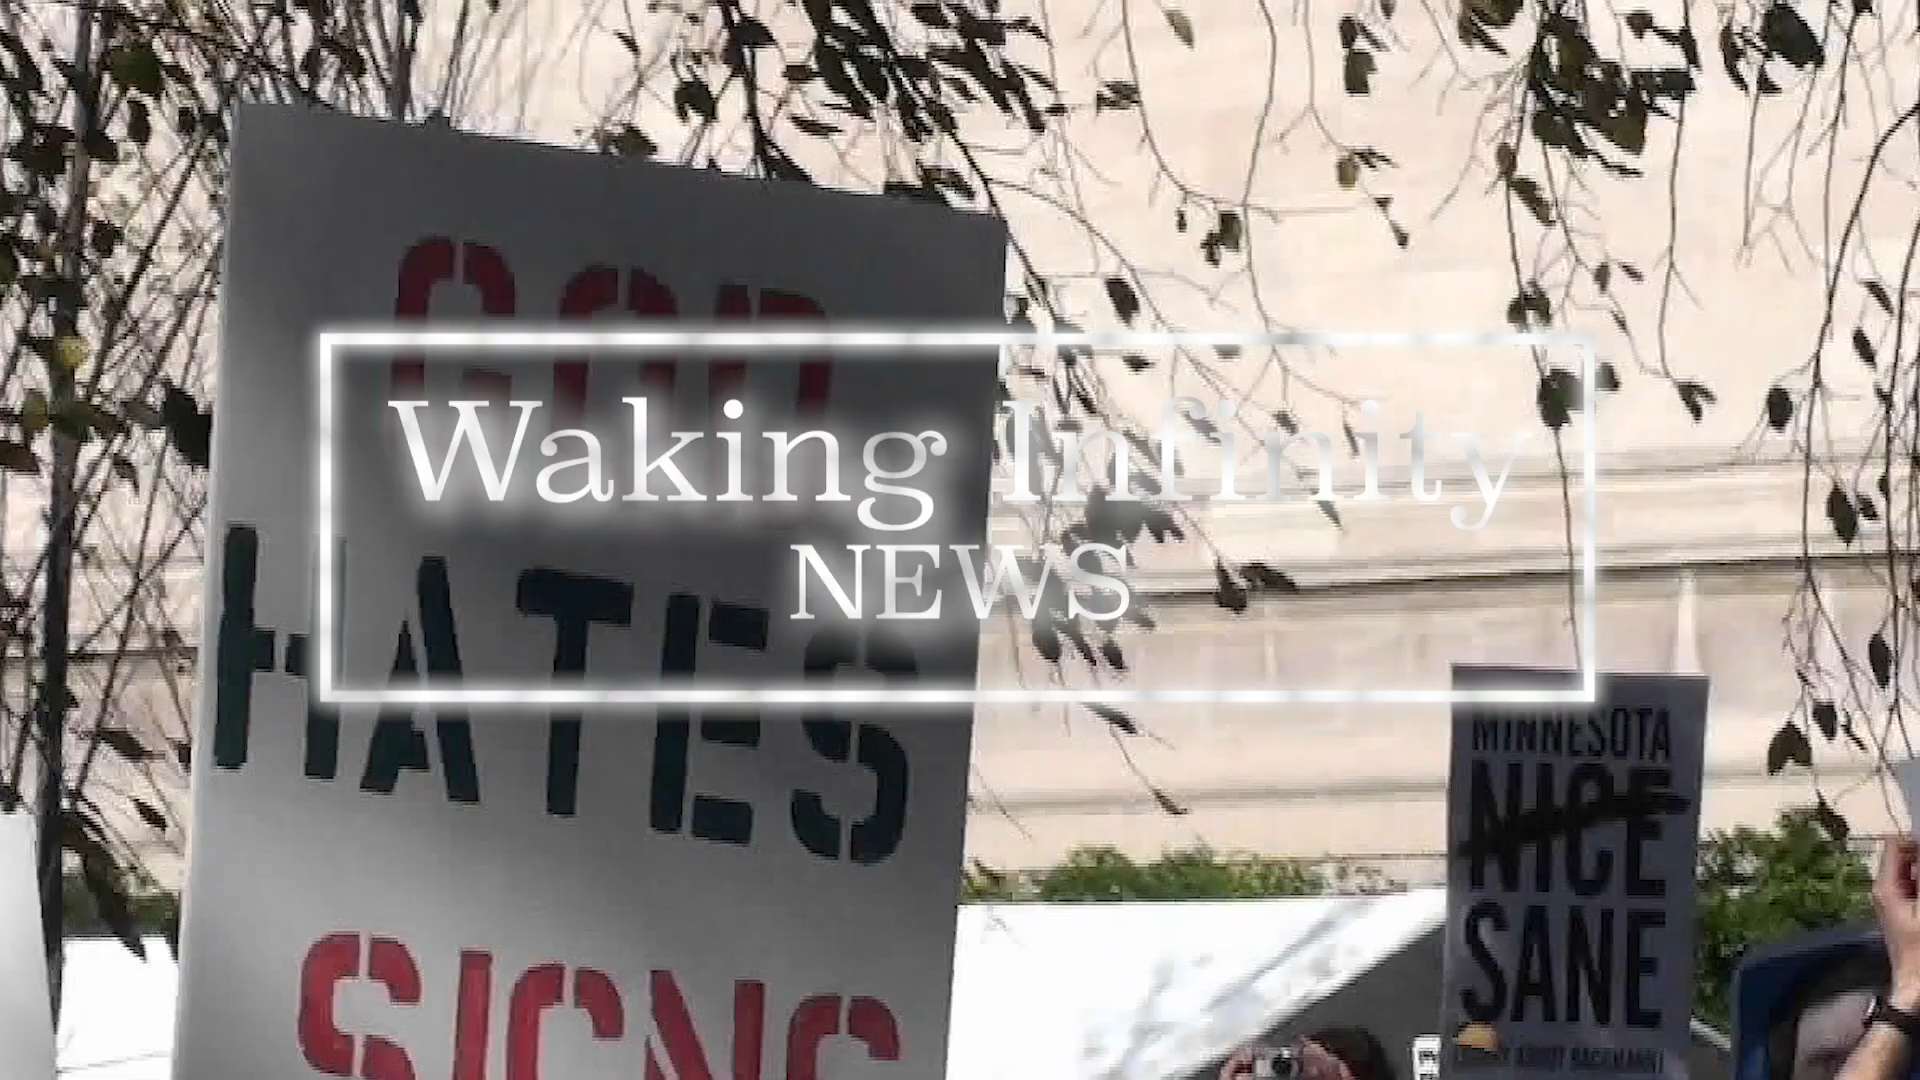 GOD
Waking Infinity
NEWS
HATES
SIGNS
MINNESOTA
NICE
SANE